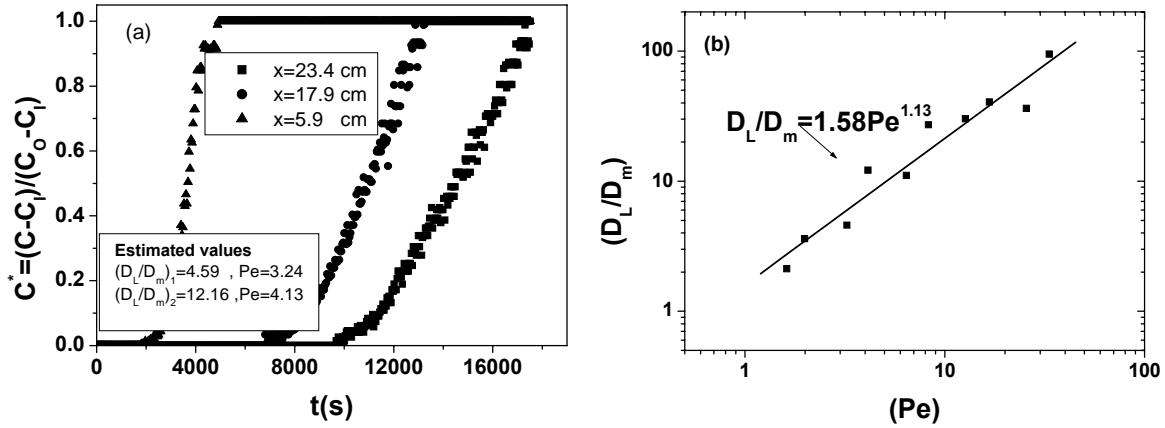 (a)
x=23.4 cm
x=17.9 cm
x=5.9 cm
Estimated values
(D_L/D_m)_1=4.59 , Pe=3.24
(D_L/D_m)_2=12.16 ,Pe=4.13
C*=(C-C_I)/(C_O-C_I)
1.0
0.8
0.6
0.4
0.2
0.0
0 4000 8000 12000 16000
t(s)
(b)
D_L/D_m=1.58Pe^1.13
(D_L/D_m)
100
10
1
1 10 100
(Pe)